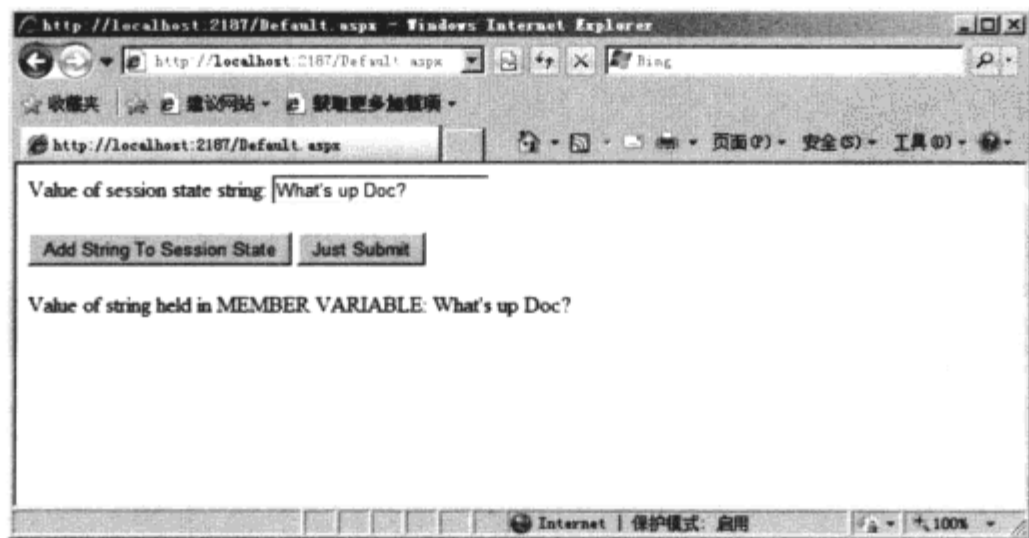 http://localhost:2187/Default.aspx - Windows Internet Explorer
http://localhost:2187/Default.aspx
Bing
收藏夹 建议网站 获取更多加载项
http://localhost:2187/Default.aspx 页面(P) 安全(S) 工具(O)
Value of session state string: What's up Doc?
Add String To Session State Just Submit
Value of string held in MEMBER VARIABLE: What's up Doc?
Internet | 保护模式: 启用 100%